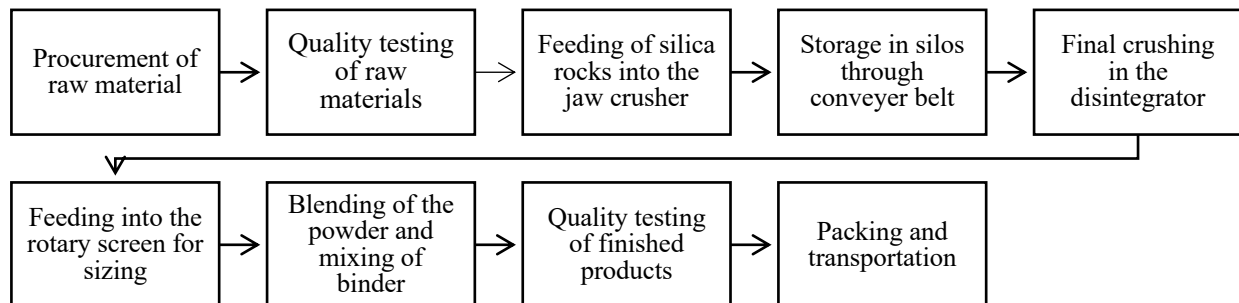 Procurement of
raw material
Quality testing
of raw
materials
Feeding of silica
rocks into the
jaw crusher
Storage in silos
through
conveyer belt
Final crushing
in the
disintegrator
Feeding into the
rotary screen for
sizing
Blending of the
powder and
mixing of
binder
Quality testing
of finished
products
Packing and
transportation